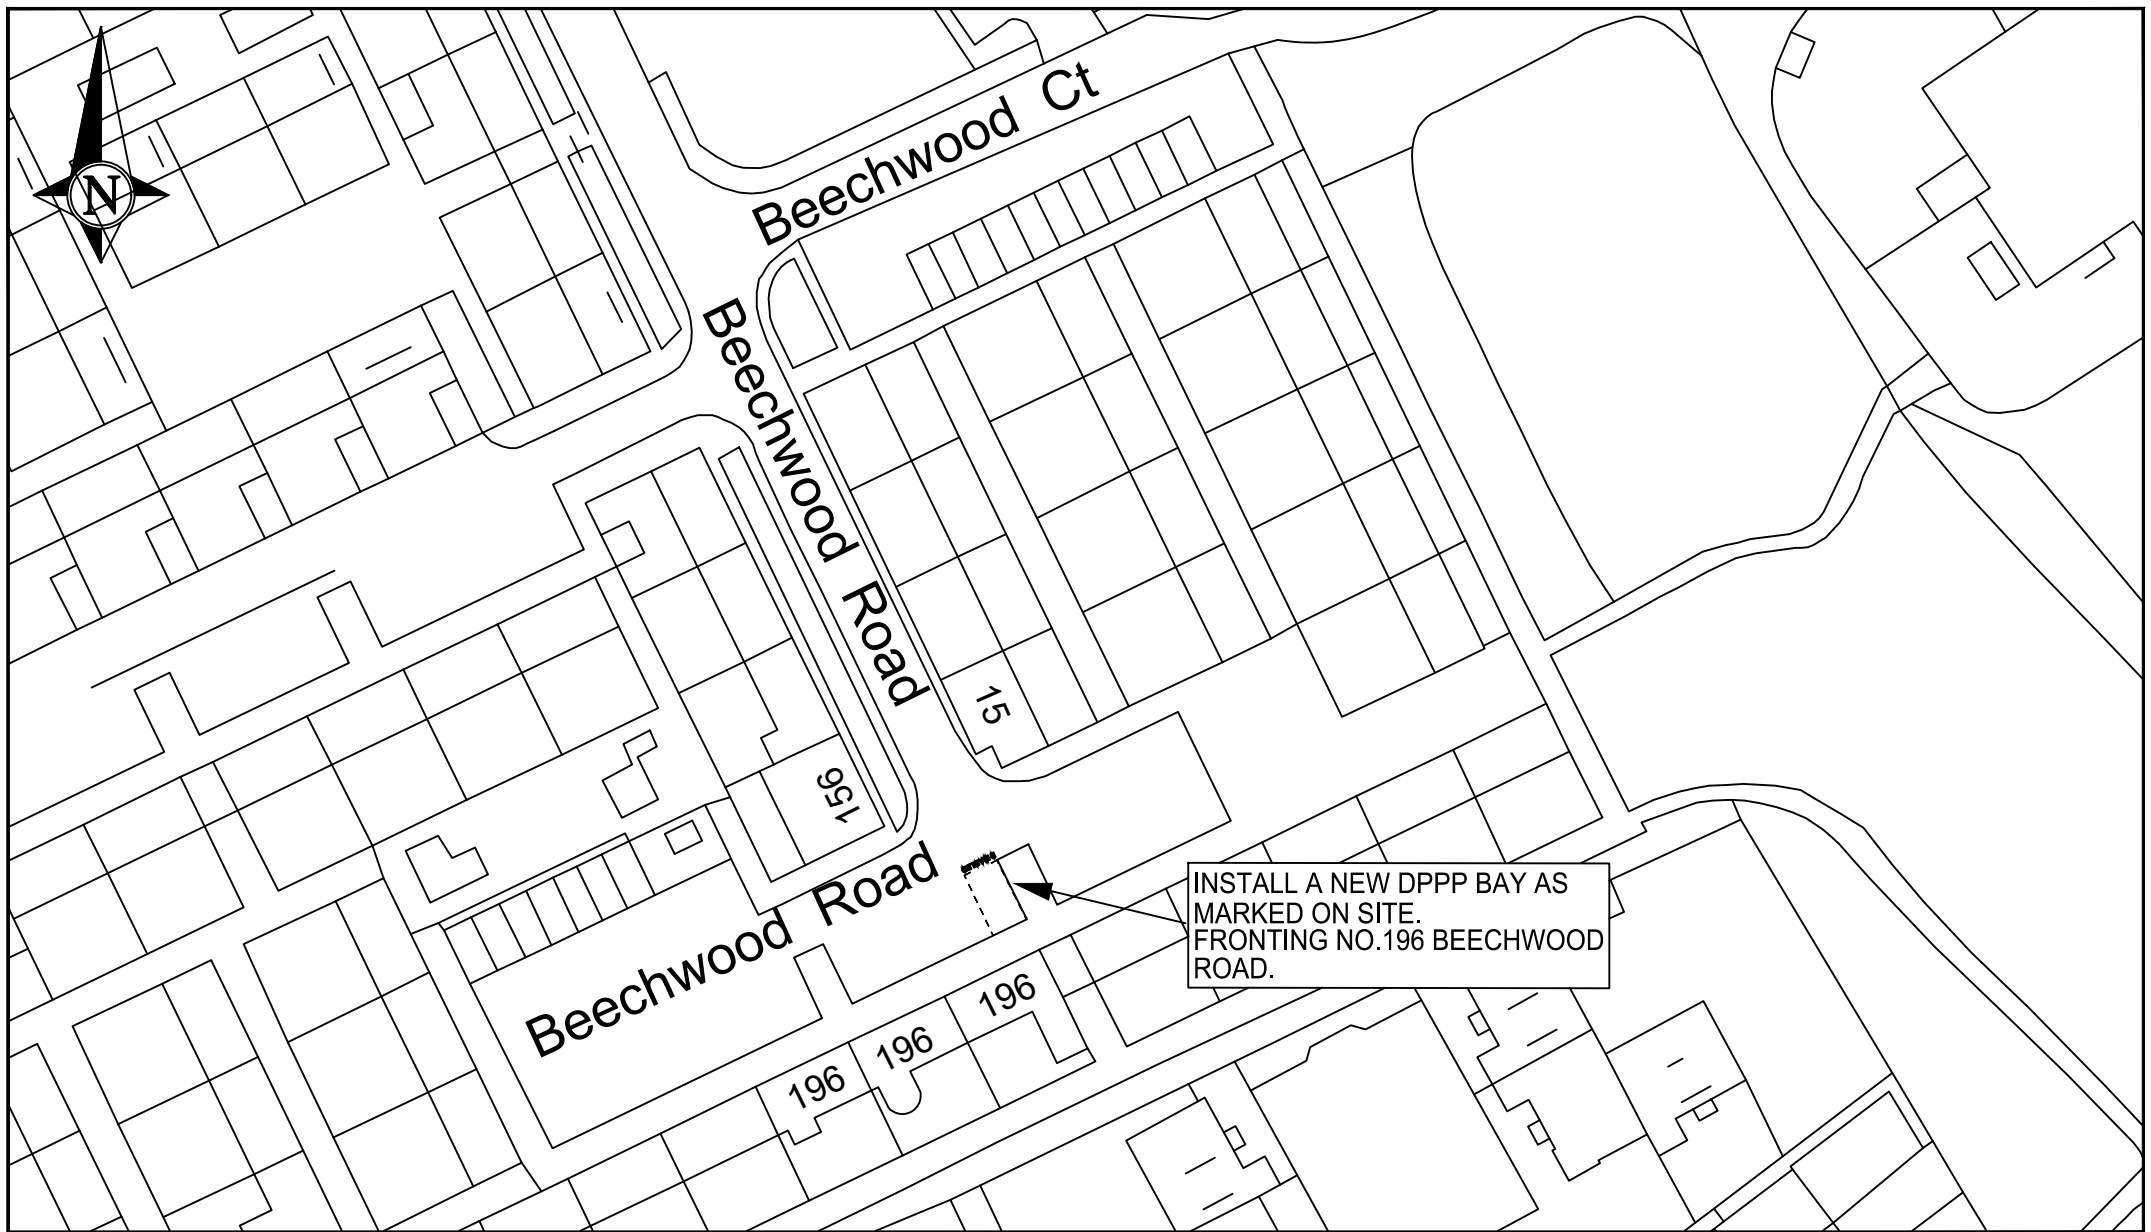 N
Beechwood Ct
Beechwood Road
15
156
Beechwood Road
INSTALL A NEW DPPP BAY AS
MARKED ON SITE.
FRONTING NO.196 BEECHWOOD
ROAD.
196
196
196